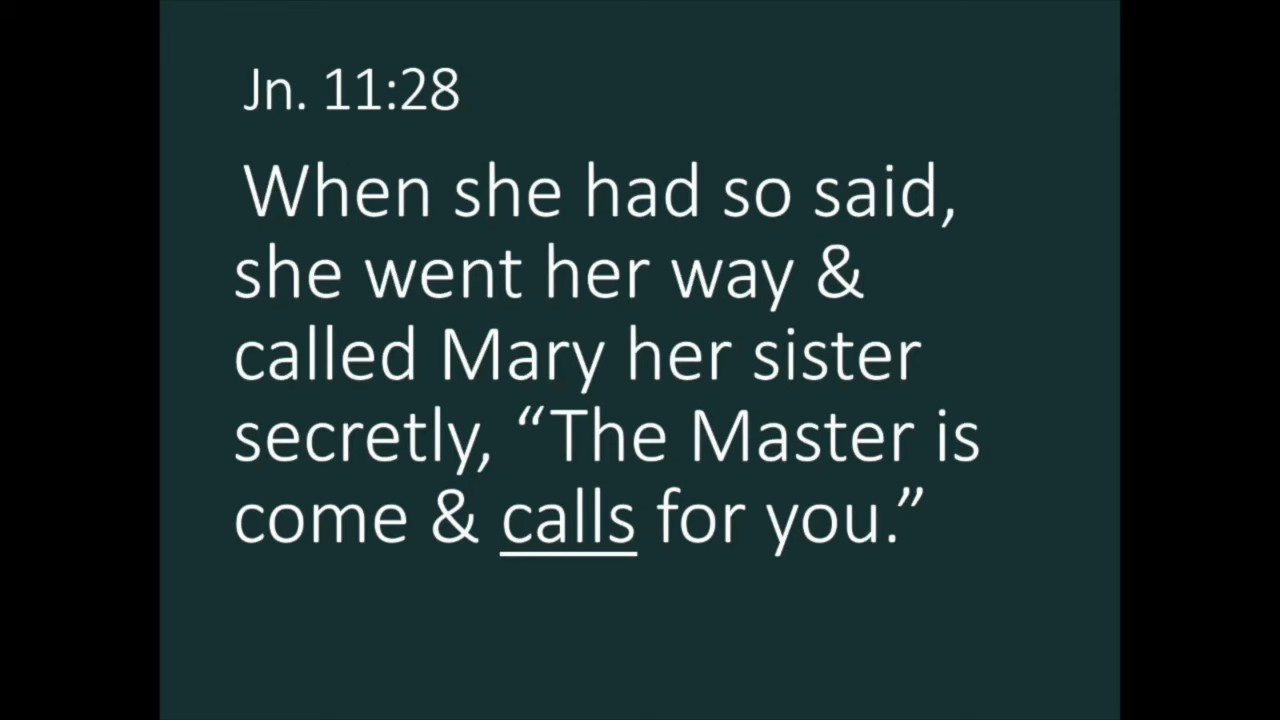 Jn. 11:28
When she had so said,
she went her way &
called Mary her sister
secretly, “The Master is
come & calls for you.”